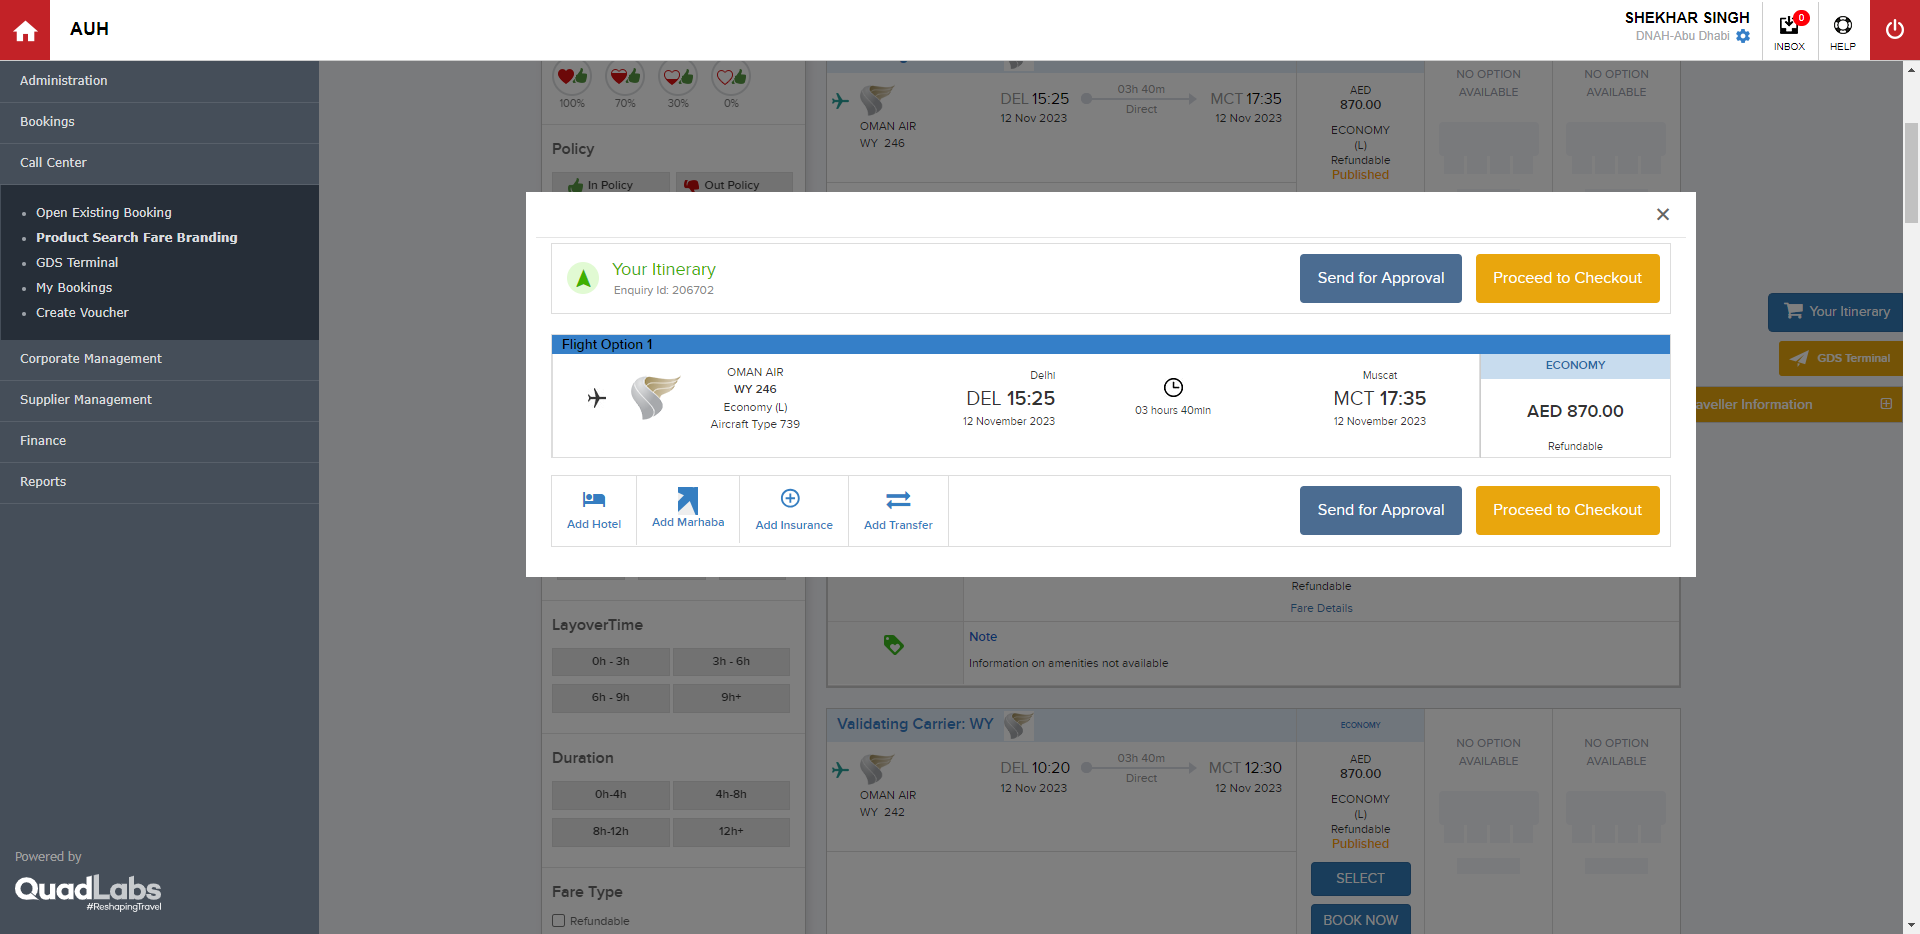 AUH
SHEKHAR SINGH
DNAH-Abu Dhabi
0
INBOX
HELP
Administration
Bookings
Call Center
Open Existing Booking
Product Search Fare Branding
GDS Terminal
My Bookings
Create Voucher
Corporate Management
Supplier Management
Finance
Reports
Powered by
QuadLabs
#ReshapingTravel
100%
70%
30%
0%
Policy
In Policy
Out Policy
OMAN AIR
WY 246
DEL 15:25
12 Nov 2023
03h 40m
Direct
MCT 17:35
12 Nov 2023
AED
870.00
ECONOMY
(L)
Refundable
Published
NO OPTION
AVAILABLE
NO OPTION
AVAILABLE
Your Itinerary
Enquiry Id: 206702
Send for Approval
Proceed to Checkout
Flight Option 1
OMAN AIR
WY 246
Economy (L)
Aircraft Type 739
Delhi
DEL 15:25
12 November 2023
03 hours 40min
Muscat
MCT 17:35
12 November 2023
ECONOMY
AED 870.00
Refundable
Add Hotel
Add Marhaba
Add Insurance
Add Transfer
Send for Approval
Proceed to Checkout
Your Itinerary
GDS Terminal
aveller Information
Refundable
Fare Details
Note
Information on amenities not available
LayoverTime
0h - 3h
3h - 6h
6h - 9h
9h+
Duration
0h-4h
4h-8h
8h-12h
12h+
Fare Type
Refundable
Validating Carrier: WY
OMAN AIR
WY 242
DEL 10:20
12 Nov 2023
03h 40m
Direct
MCT 12:30
12 Nov 2023
ECONOMY
AED
870.00
ECONOMY
(L)
Refundable
Published
SELECT
BOOK NOW
NO OPTION
AVAILABLE
NO OPTION
AVAILABLE